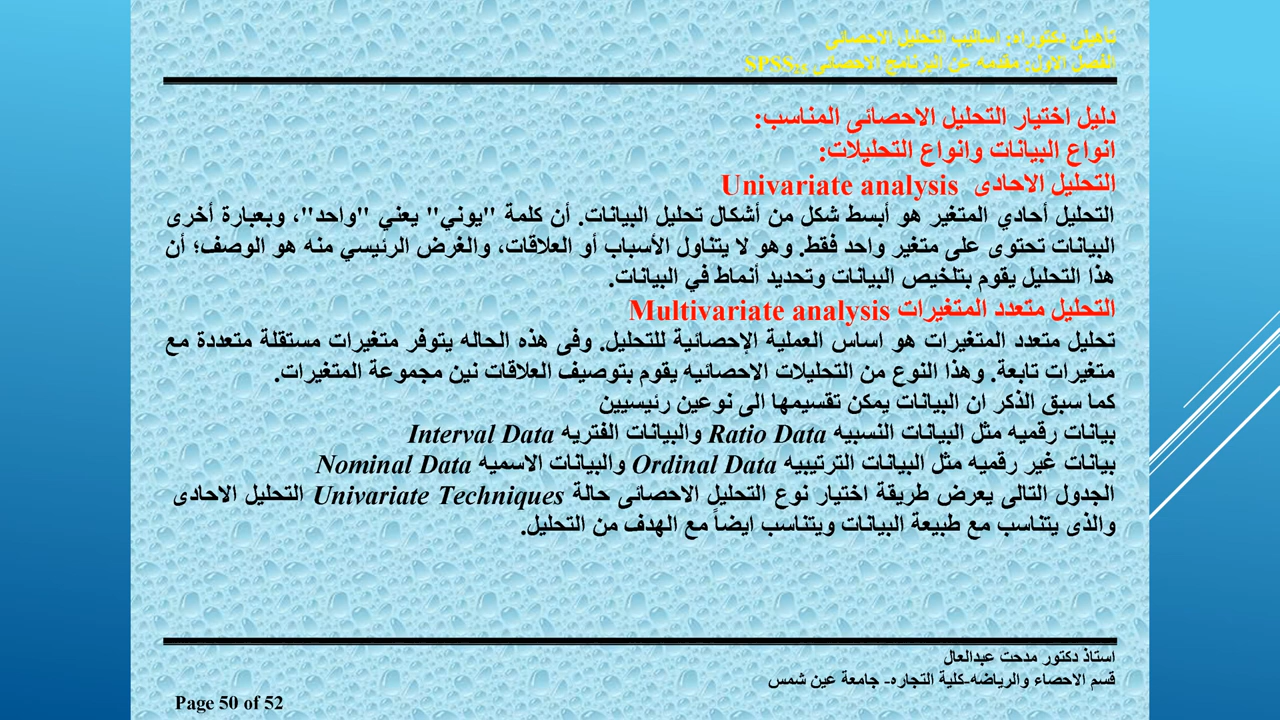 تأهيلى دكتوراه: اساليب التحليل الاحصائى
الفصل الاول: مقدمه عن البرنامج الاحصائى SPSS
دليل اختيار التحليل الاحصائى المناسب:
انواع البيانات وانواع التحليلات:
التحليل الاحادى Univariate analysis
التحليل أحادي المتغير هو أبسط شكل من أشكال تحليل البيانات. أن كلمة "يوني" يعني "واحد"، وبعبارة أخرى
البيانات تحتوى على متغير واحد فقط. وهو لا يتناول الأسباب أو العلاقات، والغرض الرئيسي منه هو الوصف؛ أن
هذا التحليل يقوم بتلخيص البيانات وتحديد أنماط في البيانات.
التحليل متعدد المتغيرات Multivariate analysis
تحليل متعدد المتغيرات هو اساس العملية الإحصائية للتحليل. وفى هذه الحاله يتوفر متغيرات مستقلة متعددة مع
متغيرات تابعة. وهذا النوع من التحليلات الاحصائيه يقوم بتوصيف العلاقات نين مجموعة المتغيرات.
كما سبق الذكر ان البيانات يمكن تقسيمها الى نوعين رئيسيين
بيانات رقميه مثل البيانات النسبيه Ratio Data والبيانات الفتريه Interval Data
بيانات غير رقميه مثل البيانات الترتيبيه Ordinal Data والبيانات الاسميه Nominal Data
الجدول التالى يعرض طريقة اختيار نوع التحليل الاحصائى حالة Univariate Techniques التحليل الاحادى
والذى يتناسب مع طبيعة البيانات ويتناسب ايضاً مع الهدف من التحليل.
استاذ دكتور مدحت عبدالعال
قسم الاحصاء والرياضه-كلية التجاره- جامعة عين شمس
Page 50 of 52